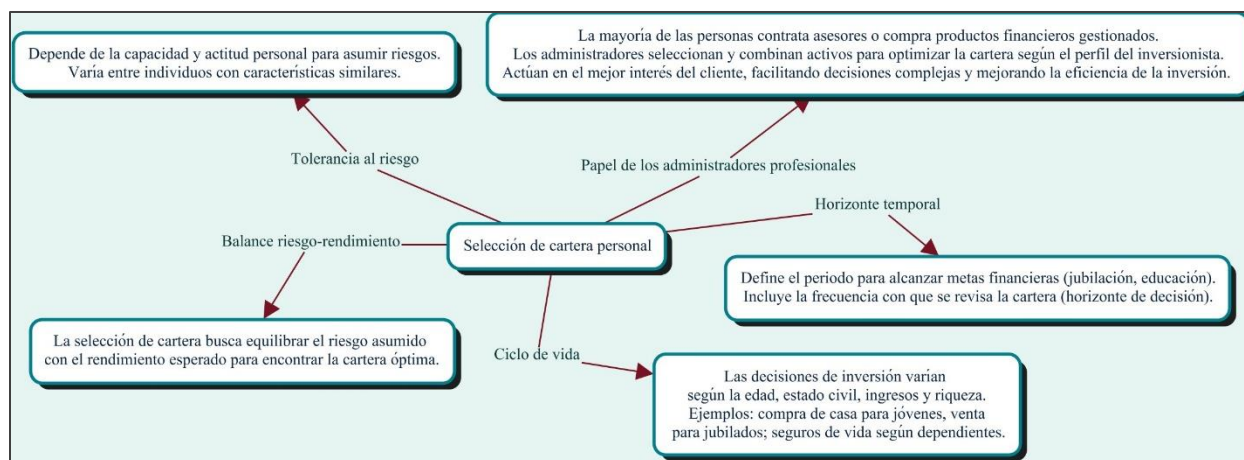 Depende de la capacidad y actitud personal para asumir riesgos.
Varía entre individuos con características similares.
La mayoría de las personas contrata asesores o compra productos financieros gestionados.
Los administradores seleccionan y combinan activos para optimizar la cartera según el perfil del inversionista.
Actúan en el mejor interés del cliente, facilitando decisiones complejas y mejorando la eficiencia de la inversión.
Tolerancia al riesgo
Papel de los administradores profesionales
Horizonte temporal
Balance riesgo-rendimiento
Selección de cartera personal
Define el periodo para alcanzar metas financieras (jubilación, educación).
Incluye la frecuencia con que se revisa la cartera (horizonte de decisión).
La selección de cartera busca equilibrar el riesgo asumido
con el rendimiento esperado para encontrar la cartera óptima.
Ciclo de vida
Las decisiones de inversión varían
según la edad, estado civil, ingresos y riqueza.
Ejemplos: compra de casa para jóvenes, venta
para jubilados; seguros de vida según dependientes.